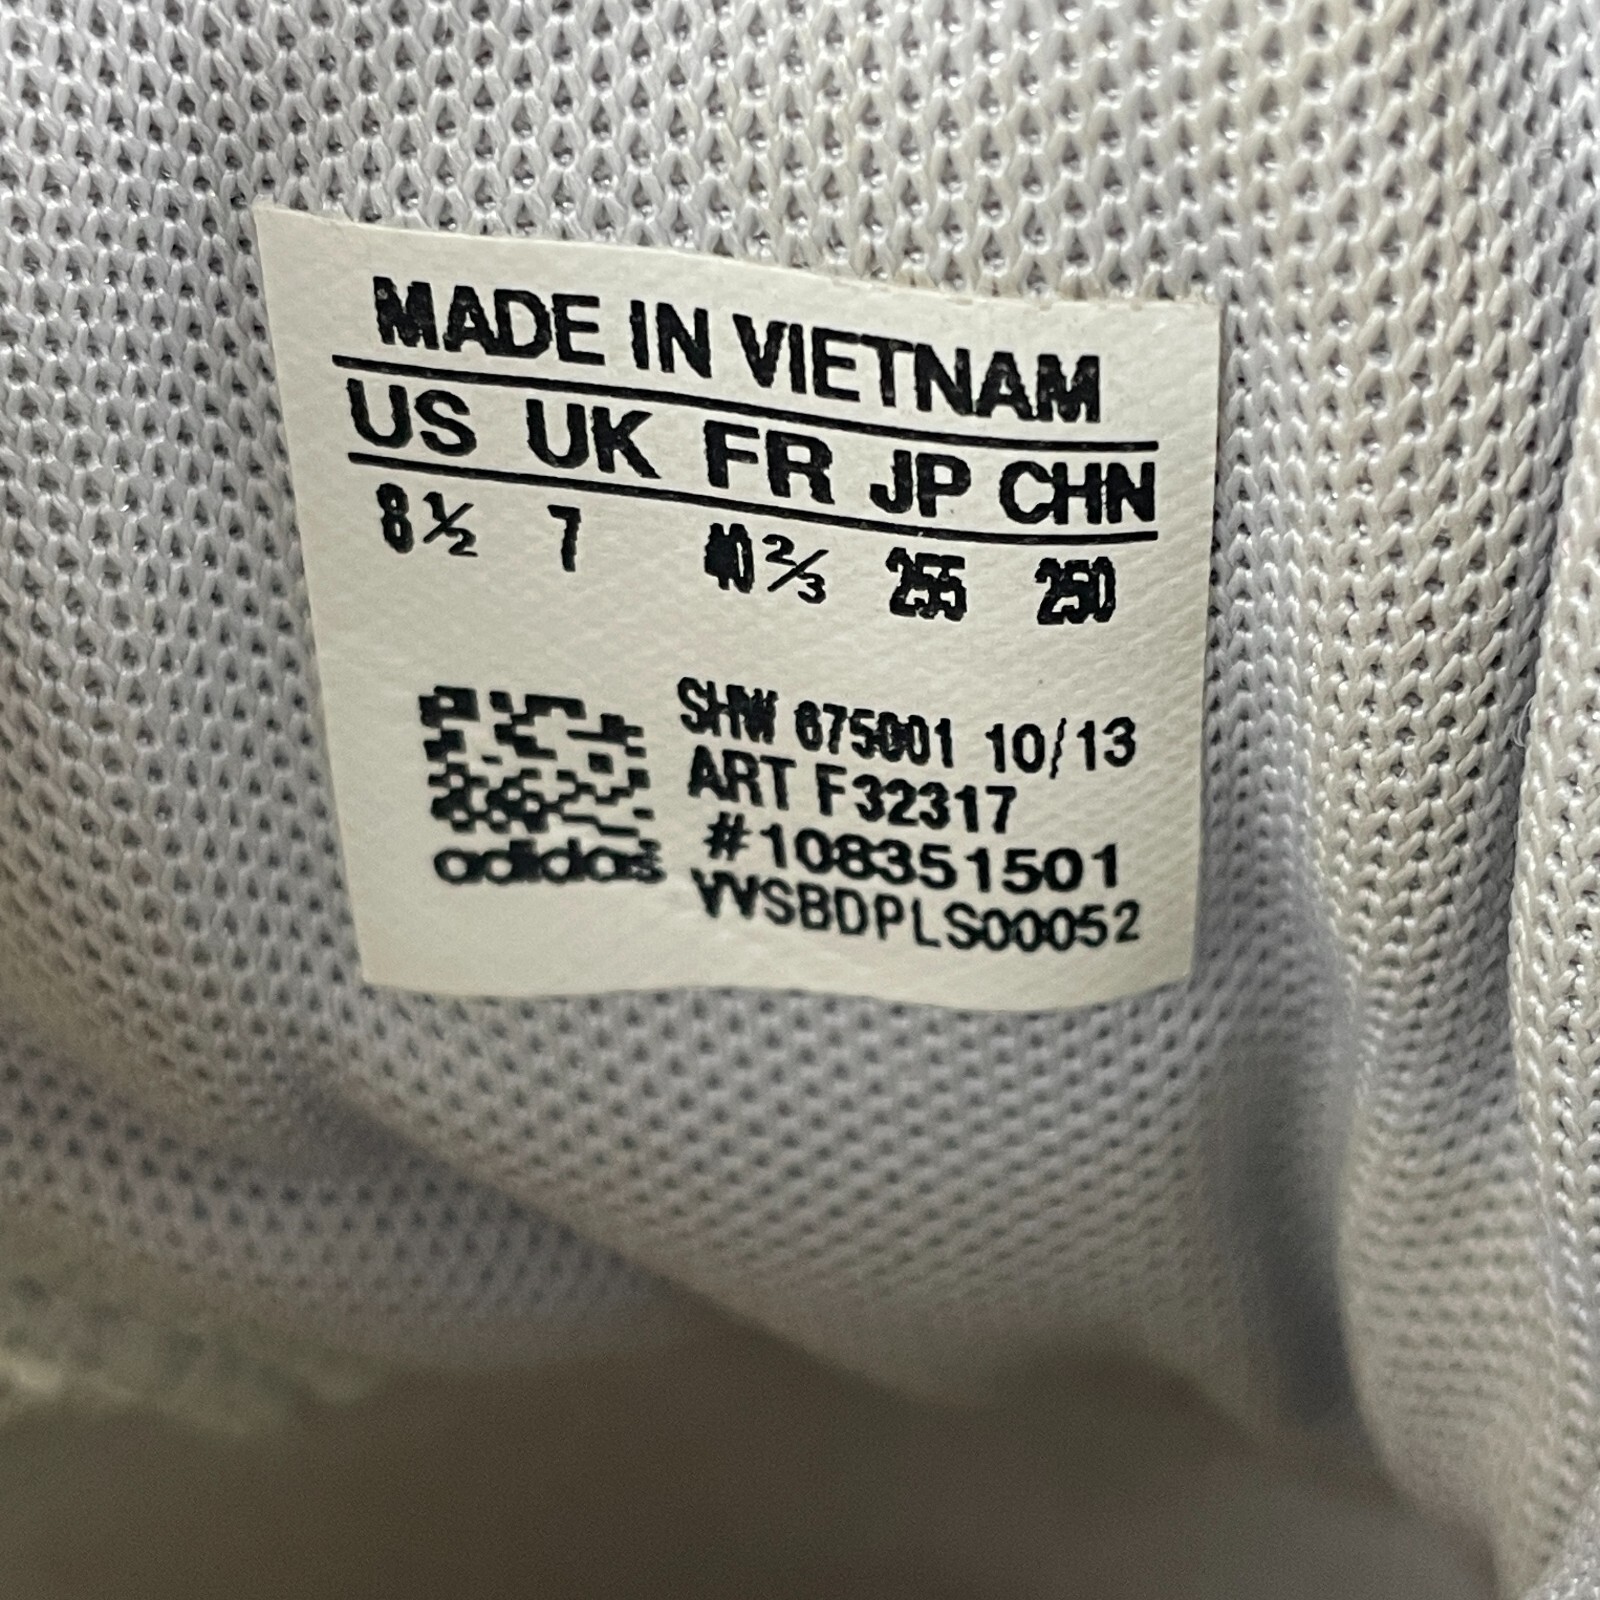 MADE IN VIETNAM
US UK FR JP CHN
8½ 7 40⅔ 255 250
SHW 675001 10/13
ART F32317
#108351501
adidas VVSBDPLS00052